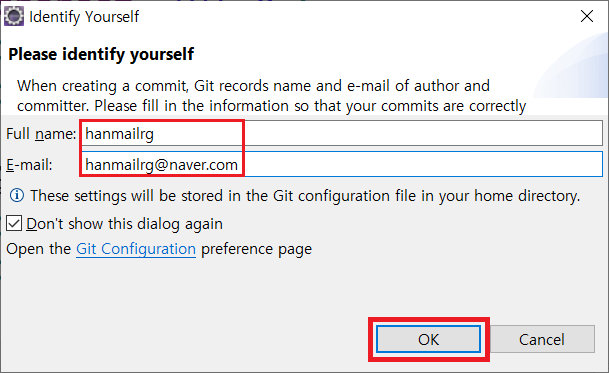 Identify Yourself
Please identify yourself
When creating a commit, Git records name and e-mail of author and
committer. Please fill in the information so that your commits are correctly
Full name: hanmailrg
E-mail: hanmailrg@naver.com
These settings will be stored in the Git configuration file in your home directory.
Don't show this dialog again
Open the Git Configuration preference page
OK Cancel